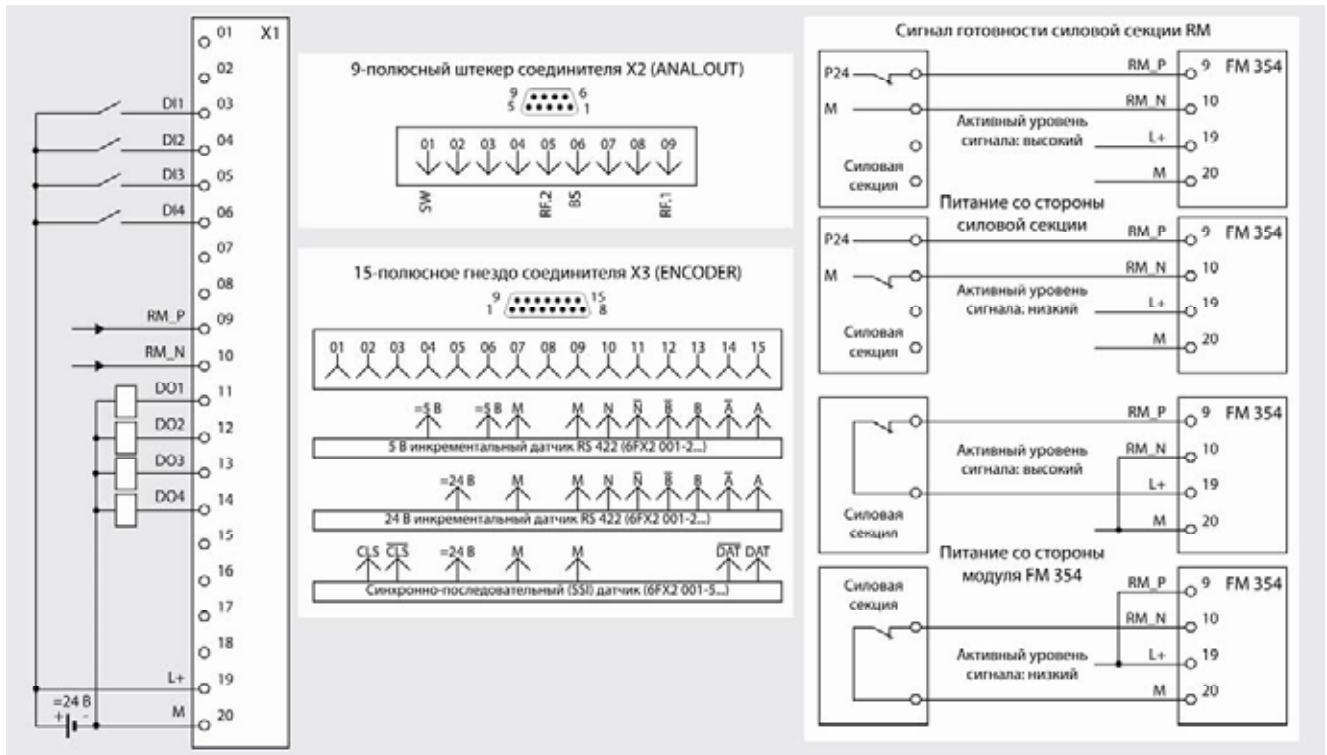 X1
01
02
DI1 03
DI2 04
DI3 05
DI4 06
07
08
RM_P 09
RM_N 10
DO1 11
DO2 12
DO3 13
DO4 14
15
16
17
18
L+ 19
=24 В
+ -
M 20
9-полюсный штекер соединителя X2 (ANAL.OUT)
9 6
5 1
01 02 03 04 05 06 07 08 09
SW RF.2 BS RF.1
15-полюсное гнездо соединителя X3 (ENCODER)
9 15
1 8
01 02 03 04 05 06 07 08 09 10 11 12 13 14 15
=5 В =5 В M M N N̅ B̅ B A̅ A
5 В инкрементальный датчик RS 422 (6FX2 001-2...)
=24 В M M N N̅ B̅ B A̅ A
24 В инкрементальный датчик RS 422 (6FX2 001-2...)
CLS C̅L̅S̅ =24 В M M D̅A̅T̅ DAT
Синхронно-последовательный (SSI) датчик (6FX2 001-5...)
Сигнал готовности силовой секции RM
P24 RM_P 9 FM 354
M RM_N 10
Активный уровень
сигнала: высокий
L+ 19
M 20
Силовая
секция
Питание со стороны
силовой секции
P24 RM_P 9 FM 354
M RM_N 10
Активный уровень
сигнала: низкий
L+ 19
M 20
Силовая
секция
RM_P 9 FM 354
RM_N 10
Активный уровень
сигнала: высокий
L+ 19
M 20
Силовая
секция
Питание со стороны
модуля FM 354
Силовая
секция
RM_P 9 FM 354
RM_N 10
Активный уровень
сигнала: низкий
L+ 19
M 20